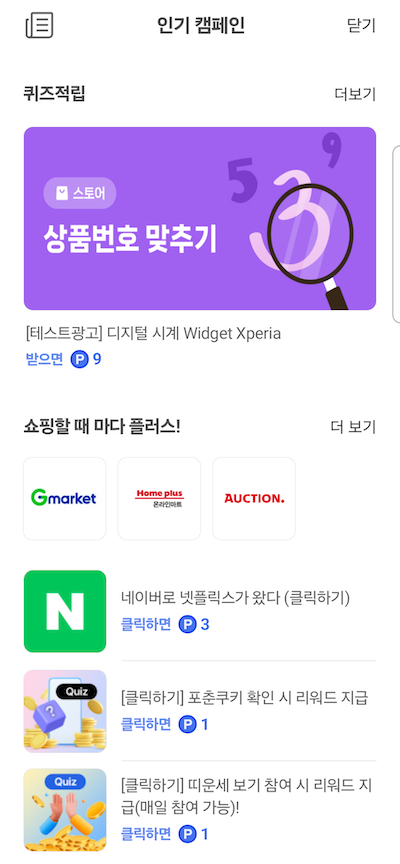 인기 캠페인 닫기
퀴즈적립 더보기
5 3 9
스토어
상품번호 맞추기
[테스트광고] 디지털 시계 Widget Xperia
받으면 P 9
쇼핑할 때 마다 플러스! 더 보기
Gmarket
Home plus
온라인마트
AUCTION.
N
네이버로 넷플릭스가 왔다 (클릭하기)
클릭하면 P 3
Quiz
?
[클릭하기] 포춘쿠키 확인 시 리워드 지급
클릭하면 P 1
Quiz
[클릭하기] 띠운세 보기 참여 시 리워드 지
급(매일 참여 가능)!
클릭하면 P 1